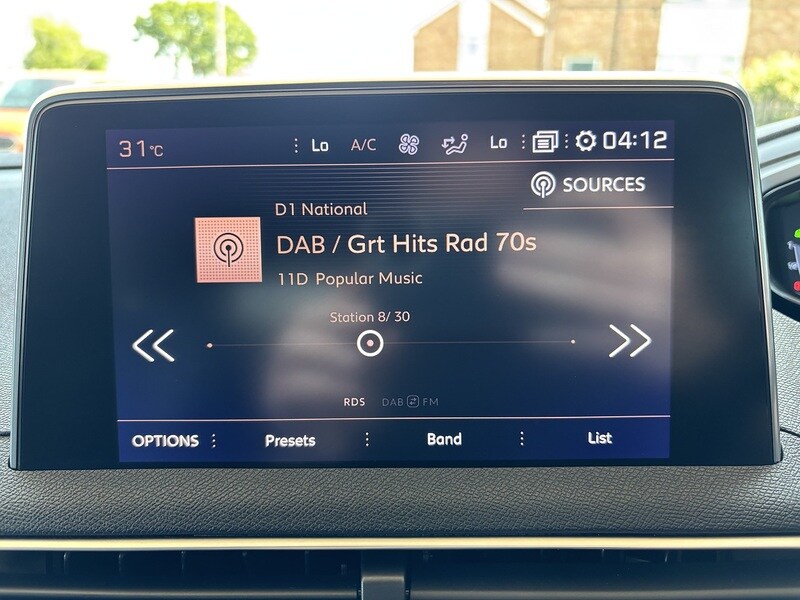 31°C Lo A/C Lo 04:12
SOURCES
D1 National
DAB / Grt Hits Rad 70s
11D Popular Music
Station 8/ 30
RDS DAB FM
OPTIONS Presets Band List